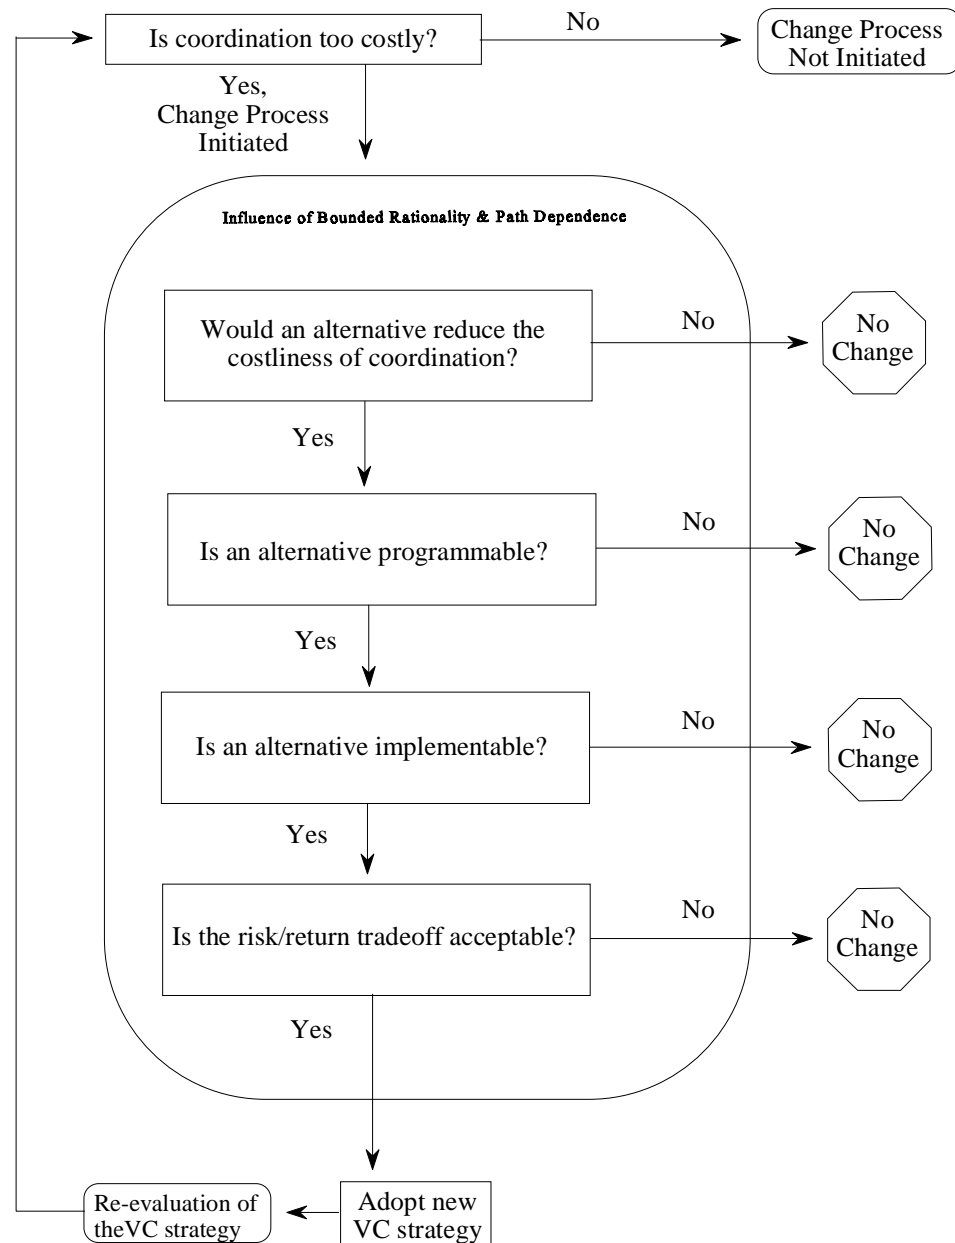 Is coordination too costly?
No
Change Process
Not Initiated
Yes,
Change Process
Initiated
Influence of Bounded Rationality & Path Dependence
Would an alternative reduce the
costliness of coordination?
No
No
Change
Yes
Is an alternative programmable?
No
No
Change
Yes
Is an alternative implementable?
No
No
Change
Yes
Is the risk/return tradeoff acceptable?
No
No
Change
Yes
Re-evaluation of
theVC strategy
Adopt new
VC strategy